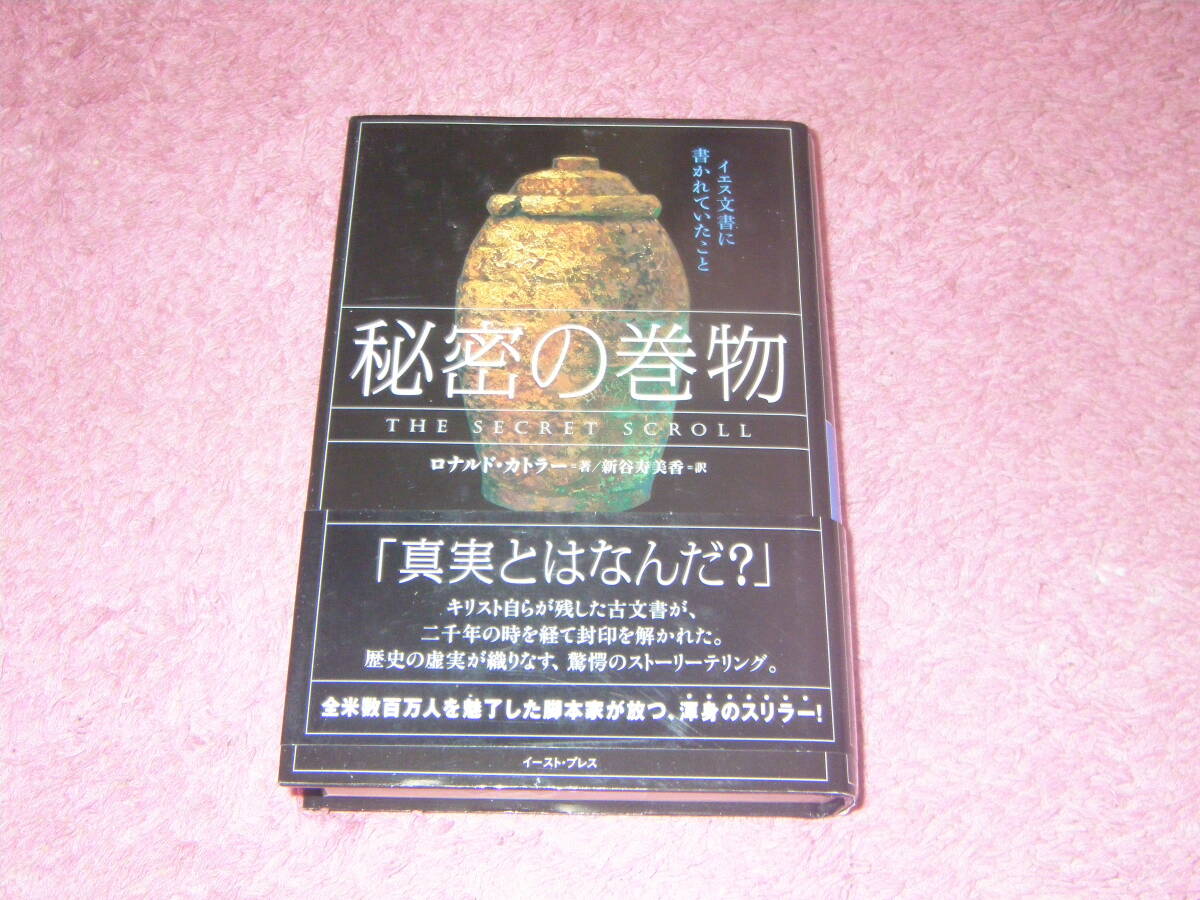 イエス文書に
書かれていたこと
秘密の巻物
THE SECRET SCROLL
ロナルド・カトラー=著/新谷寿美香=訳
「真実とはなんだ?」
キリスト自らが残した古文書が、
二千年の時を経て封印を解かれた。
歴史の虚実が織りなす、驚愕のストーリーテリング。
全米数百万人を魅了した脚本家が放つ、渾身のスリラー!
イースト・プレス